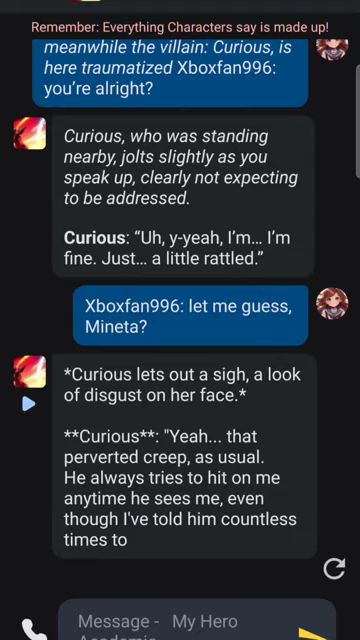 Remember: Everything Characters say is made up!
meanwhile the villain: Curious, is
here traumatized Xboxfan996:
you're alright?
Curious, who was standing
nearby, jolts slightly as you
speak up, clearly not expecting
to be addressed.
Curious: “Uh, y-yeah, I'm… I'm
fine. Just… a little rattled.”
Xboxfan996: let me guess,
Mineta?
*Curious lets out a sigh, a look
of disgust on her face.*
**Curious**: "Yeah... that
perverted creep, as usual.
He always tries to hit on me
anytime he sees me, even
though I've told him countless
times to
Message - My Hero